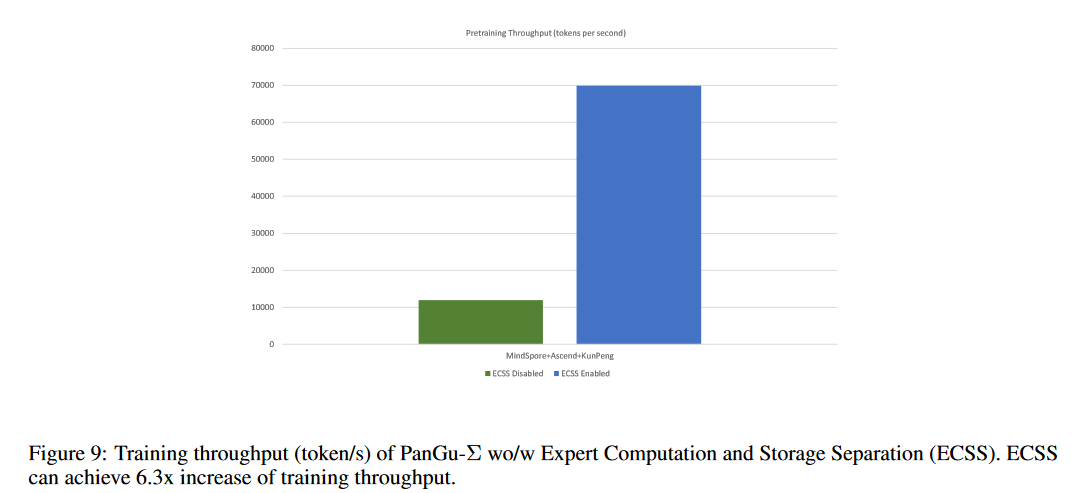 Pretraining Throughput (tokens per second)
80000
70000
60000
50000
40000
30000
20000
10000
0
MindSpore+Ascend+KunPeng
ECSS Disabled ECSS Enabled
Figure 9: Training throughput (token/s) of PanGu-Σ wo/w Expert Computation and Storage Separation (ECSS). ECSS
can achieve 6.3x increase of training throughput.